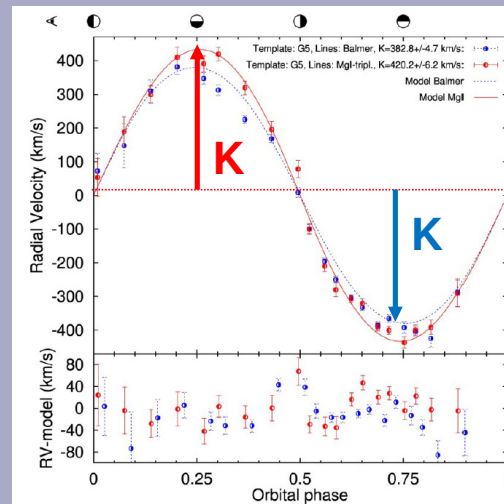 Template: G5, Lines: Balmer, K=382.8+/-4.7 km/s:
Template: G5, Lines: MgI-tripl., K=420.2+/-6.2 km/s:
Model Balmer
Model MgII
400
300
200
100
0
-100
-200
-300
-400
Radial Velocity (km/s)
K
K
80
40
0
-40
-80
RV-model (km/s)
0
0.25
0.5
0.75
Orbital phase